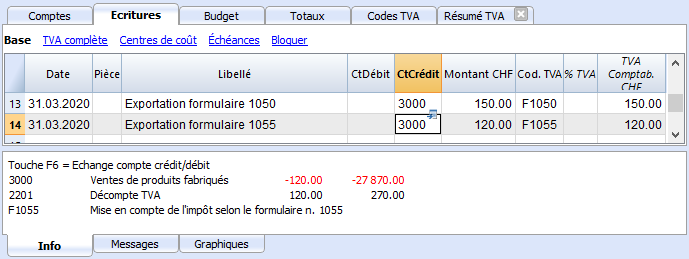 Comptes Ecritures Budget Totaux Codes TVA Résumé TVA
Base TVA complète Centres de coût Échéances Bloquer
Date Pièce Libellé CtDébit CtCrédit Montant CHF Cod. TVA % TVA TVA Comptab. CHF
13 31.03.2020 Exportation formulaire 1050 3000 150.00 F1050 150.00
14 31.03.2020 Exportation formulaire 1055 3000 120.00 F1055 120.00
Touche F6 = Echange compte crédit/débit
3000 Ventes de produits fabriqués -120.00 -27 870.00
2201 Décompte TVA 120.00 270.00
F1055 Mise en compte de l'impôt selon le formulaire n. 1055
Info Messages Graphiques